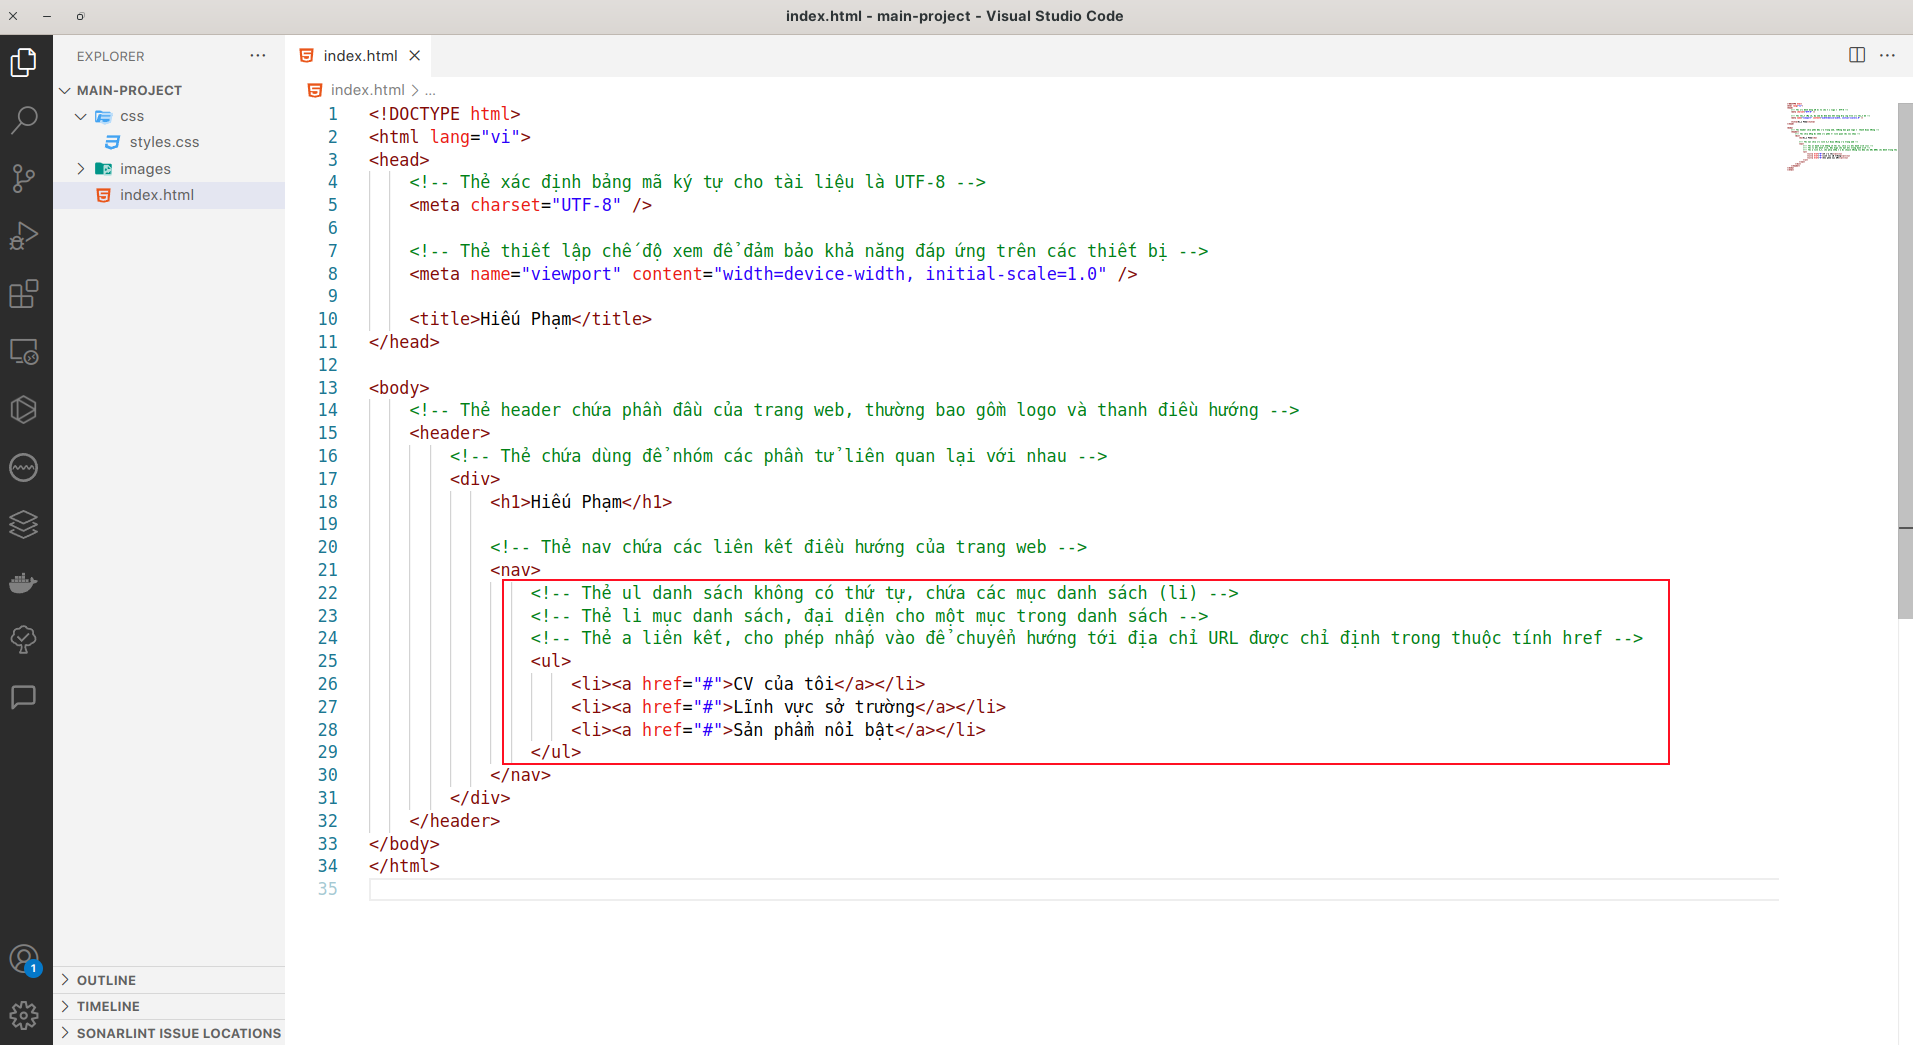 index.html - main-project - Visual Studio Code
EXPLORER
MAIN-PROJECT
css
styles.css
images
index.html
OUTLINE
TIMELINE
SONARLINT ISSUE LOCATIONS
1
index.html
index.html > ...
1 <!DOCTYPE html>
2 <html lang="vi">
3 <head>
4 <!-- Thẻ xác định bảng mã ký tự cho tài liệu là UTF-8 -->
5 <meta charset="UTF-8" />
6
7 <!-- Thẻ thiết lập chế độ xem để đảm bảo khả năng đáp ứng trên các thiết bị -->
8 <meta name="viewport" content="width=device-width, initial-scale=1.0" />
9
10 <title>Hiếu Phạm</title>
11 </head>
12
13 <body>
14 <!-- Thẻ header chứa phần đầu của trang web, thường bao gồm logo và thanh điều hướng -->
15 <header>
16 <!-- Thẻ chứa dùng để nhóm các phần tử liên quan lại với nhau -->
17 <div>
18 <h1>Hiếu Phạm</h1>
19
20 <!-- Thẻ nav chứa các liên kết điều hướng của trang web -->
21 <nav>
22 <!-- Thẻ ul danh sách không có thứ tự, chứa các mục danh sách (li) -->
23 <!-- Thẻ li mục danh sách, đại diện cho một mục trong danh sách -->
24 <!-- Thẻ a liên kết, cho phép nhấp vào để chuyển hướng tới địa chỉ URL được chỉ định trong thuộc tính href -->
25 <ul>
26 <li><a href="#">CV của tôi</a></li>
27 <li><a href="#">Lĩnh vực sở trường</a></li>
28 <li><a href="#">Sản phẩm nổi bật</a></li>
29 </ul>
30 </nav>
31 </div>
32 </header>
33 </body>
34 </html>
35